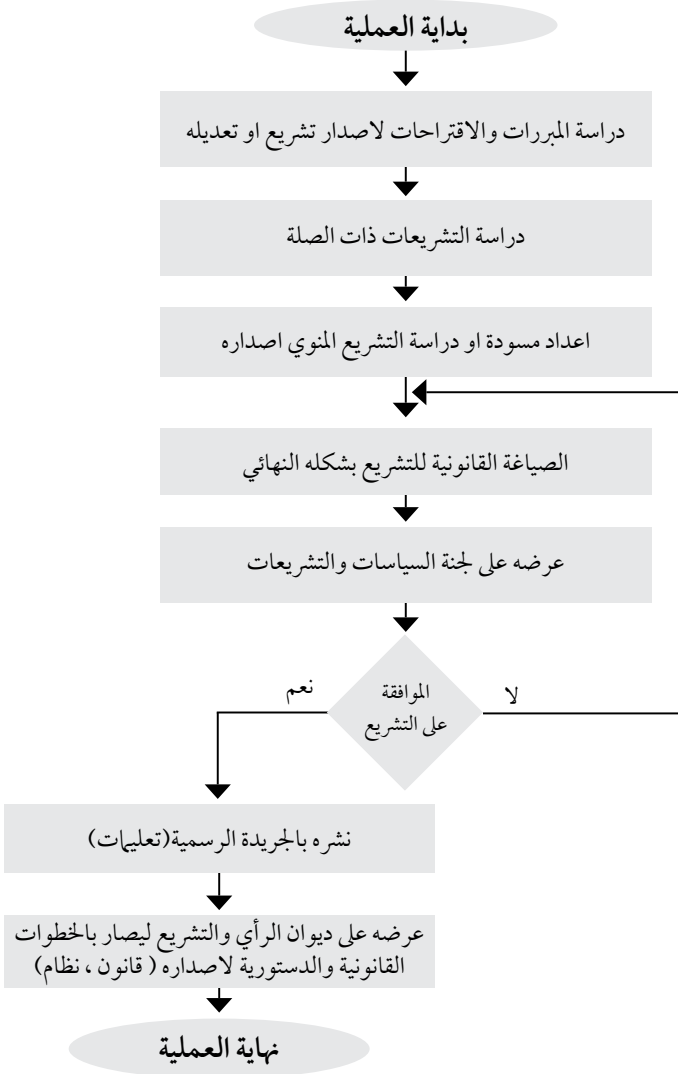 بداية العملية
دراسة المبررات والاقتراحات لاصدار تشريع او تعديله
دراسة التشريعات ذات الصلة
اعداد مسودة او دراسة التشريع المنوي اصداره
الصياغة القانونية للتشريع بشكله النهائي
عرضه على لجنة السياسات والتشريعات
الموافقة
على التشريع
لا
نعم
نشره بالجريدة الرسمية(تعليمات)
عرضه على ديوان الرأي والتشريع ليصار بالخطوات
القانونية والدستورية لاصداره ( قانون ، نظام)
نهاية العملية